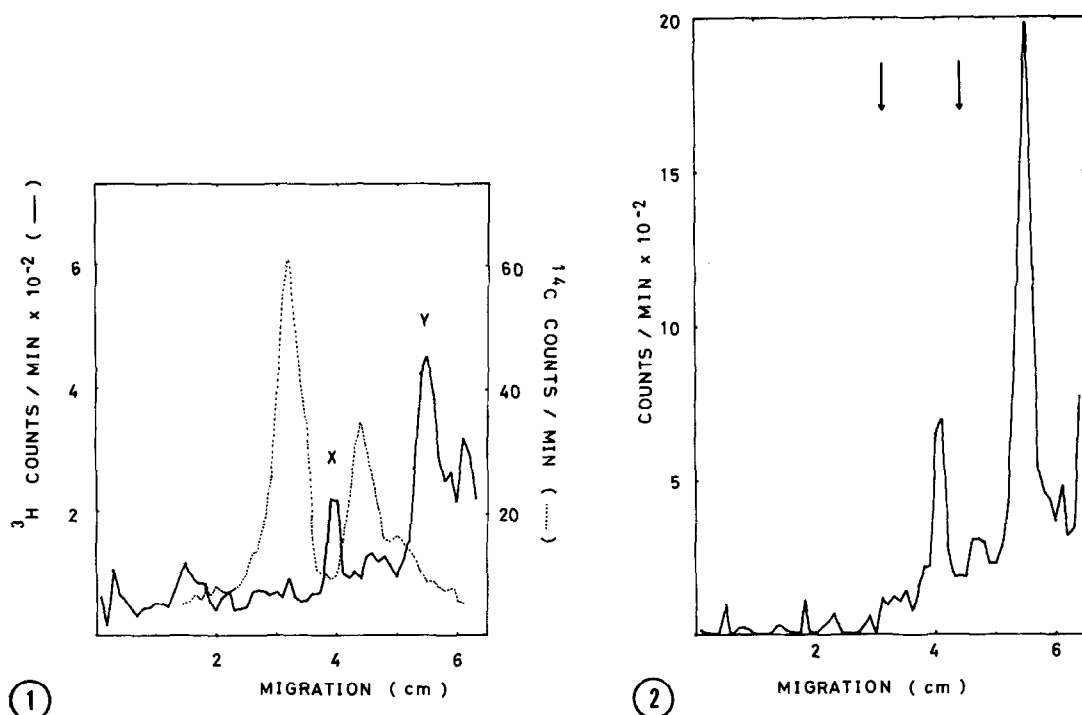 ³H COUNTS / MIN x 10⁻² ( — )
6
4
2
X
Y
60
40
20
¹⁴C COUNTS / MIN ( ····· )
2 4 6
MIGRATION ( cm )
1
COUNTS / MIN x 10⁻²
20
15
10
5
2 4 6
MIGRATION ( cm )
2